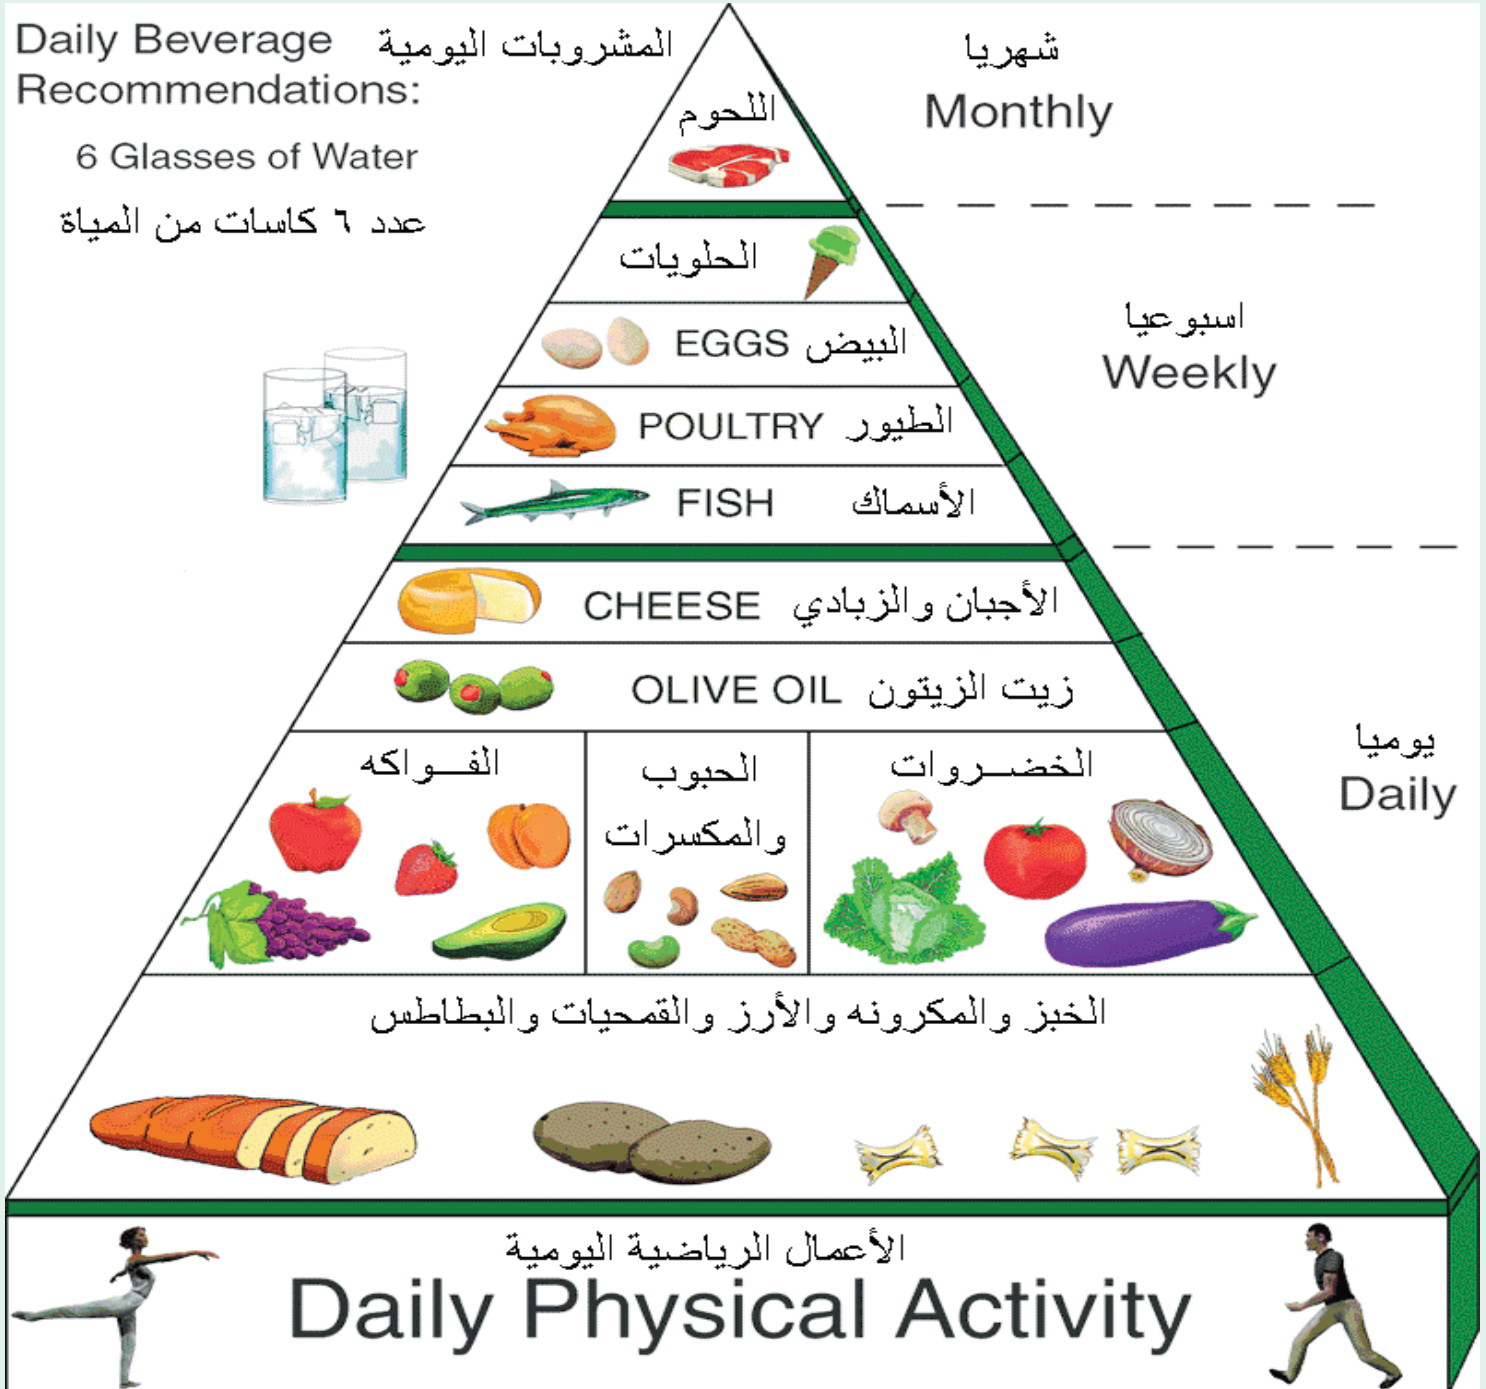 Daily Beverage المشروبات اليومية
Recommendations:
6 Glasses of Water
عدد ٦ كاسات من المياة
شهريا
Monthly
اللحوم
الحلويات
اسبوعيا
Weekly
EGGS البيض
POULTRY الطيور
FISH الأسماك
CHEESE الأجبان والزبادي
OLIVE OIL زيت الزيتون
يوميا
Daily
الفـــواكه
الحبوب
والمكسرات
الخضـــروات
الخبز والمكرونه والأرز والقمحيات والبطاطس
الأعمال الرياضية اليومية
Daily Physical Activity